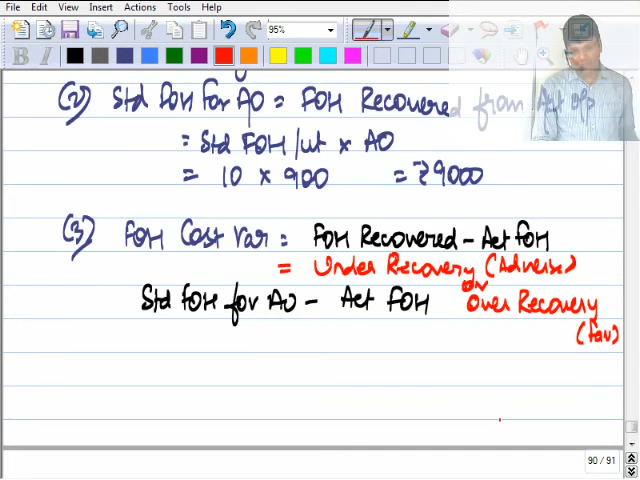 File Edit View Insert Actions Tools Help
95%
B I
(2) Std FOH for AO = FOH Recovered from Act o/p
= Std FOH/ut x AO
= 10 x 900 = ₹9000
(3) FOH Cost Var = FOH Recovered - Act FOH
= Under Recovery (Adverse)
or
Std FOH for AO - Act FOH Over Recovery
(fav)
90 / 91